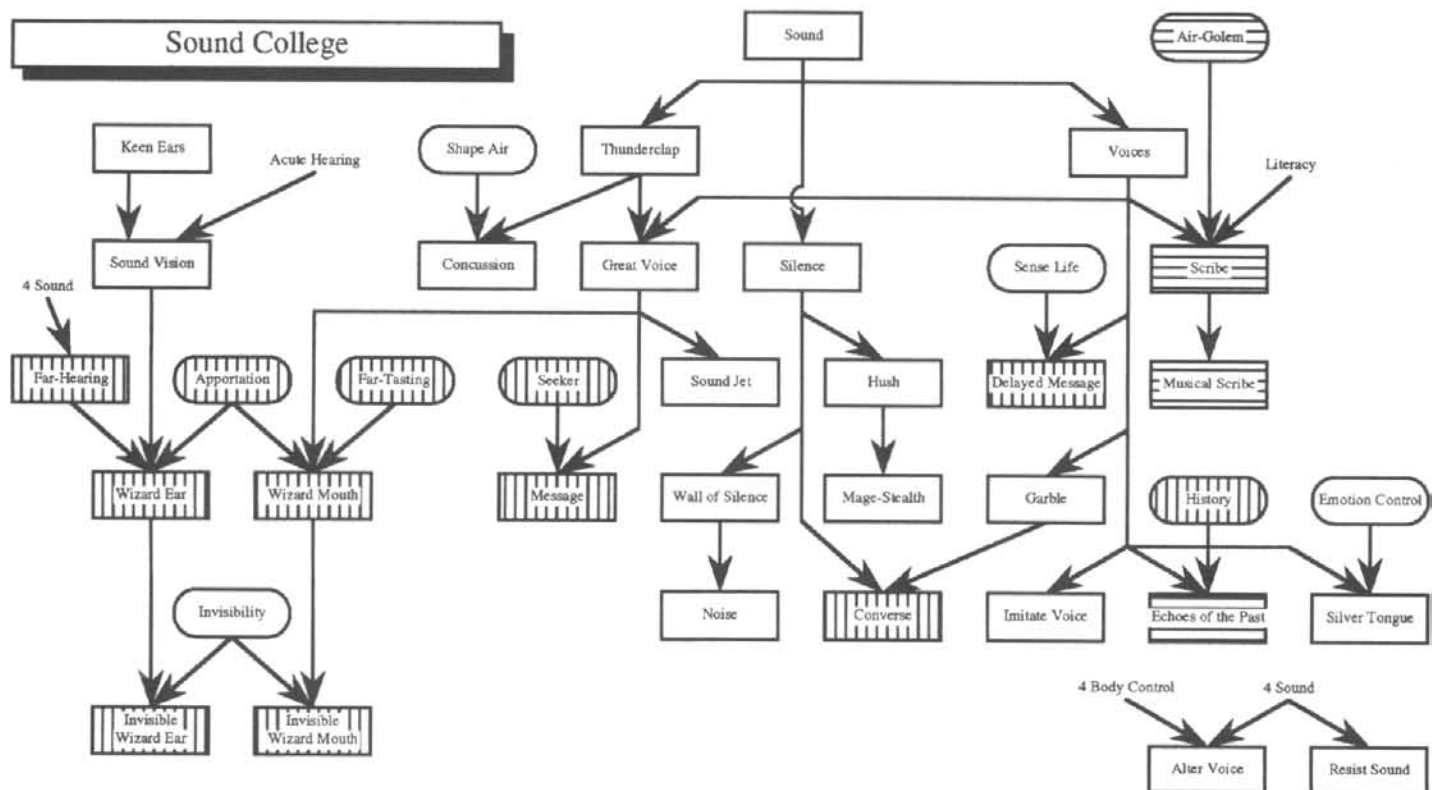 Sound College
Sound
Air-Golem
Keen Ears
Acute Hearing
Shape Air
Thunderclap
Voices
Literacy
Sound Vision
Concussion
Great Voice
Silence
Sense Life
Scribe
4 Sound
Far-Hearing
Apportation
Far-Tasting
Seeker
Sound Jet
Hush
Delayed Message
Musical Scribe
Wizard Ear
Wizard Mouth
Message
Wall of Silence
Mage-Stealth
Garble
History
Emotion Control
Invisibility
Noise
Converse
Imitate Voice
Echoes of the Past
Silver Tongue
4 Body Control
4 Sound
Invisible
Wizard Ear
Invisible
Wizard Mouth
Alter Voice
Resist Sound